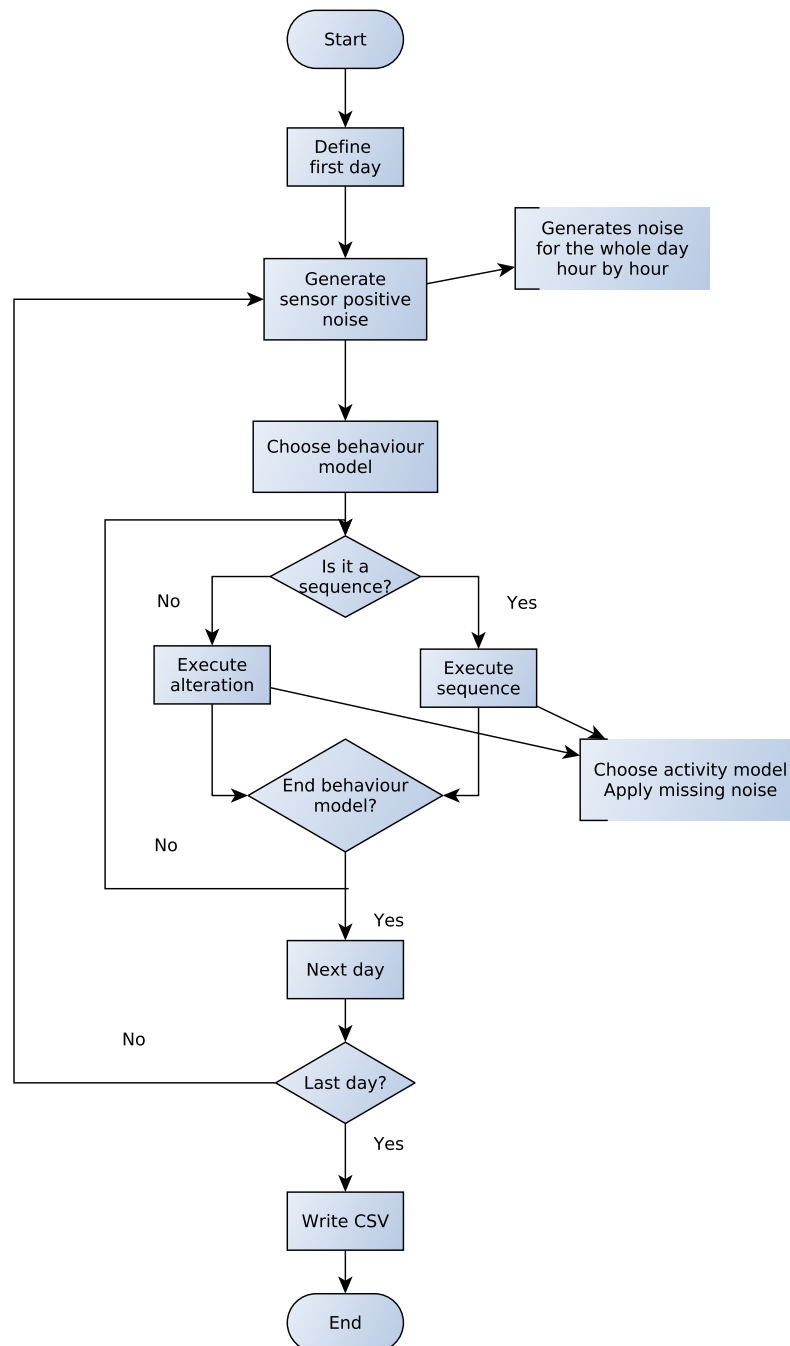 Start
Define
first day
Generates noise
for the whole day
hour by hour
Generate
sensor positive
noise
Choose behaviour
model
Is it a
sequence?
No
Yes
Execute
alteration
Execute
sequence
Choose activity model
Apply missing noise
End behaviour
model?
No
Yes
Next day
No
Last day?
Yes
Write CSV
End